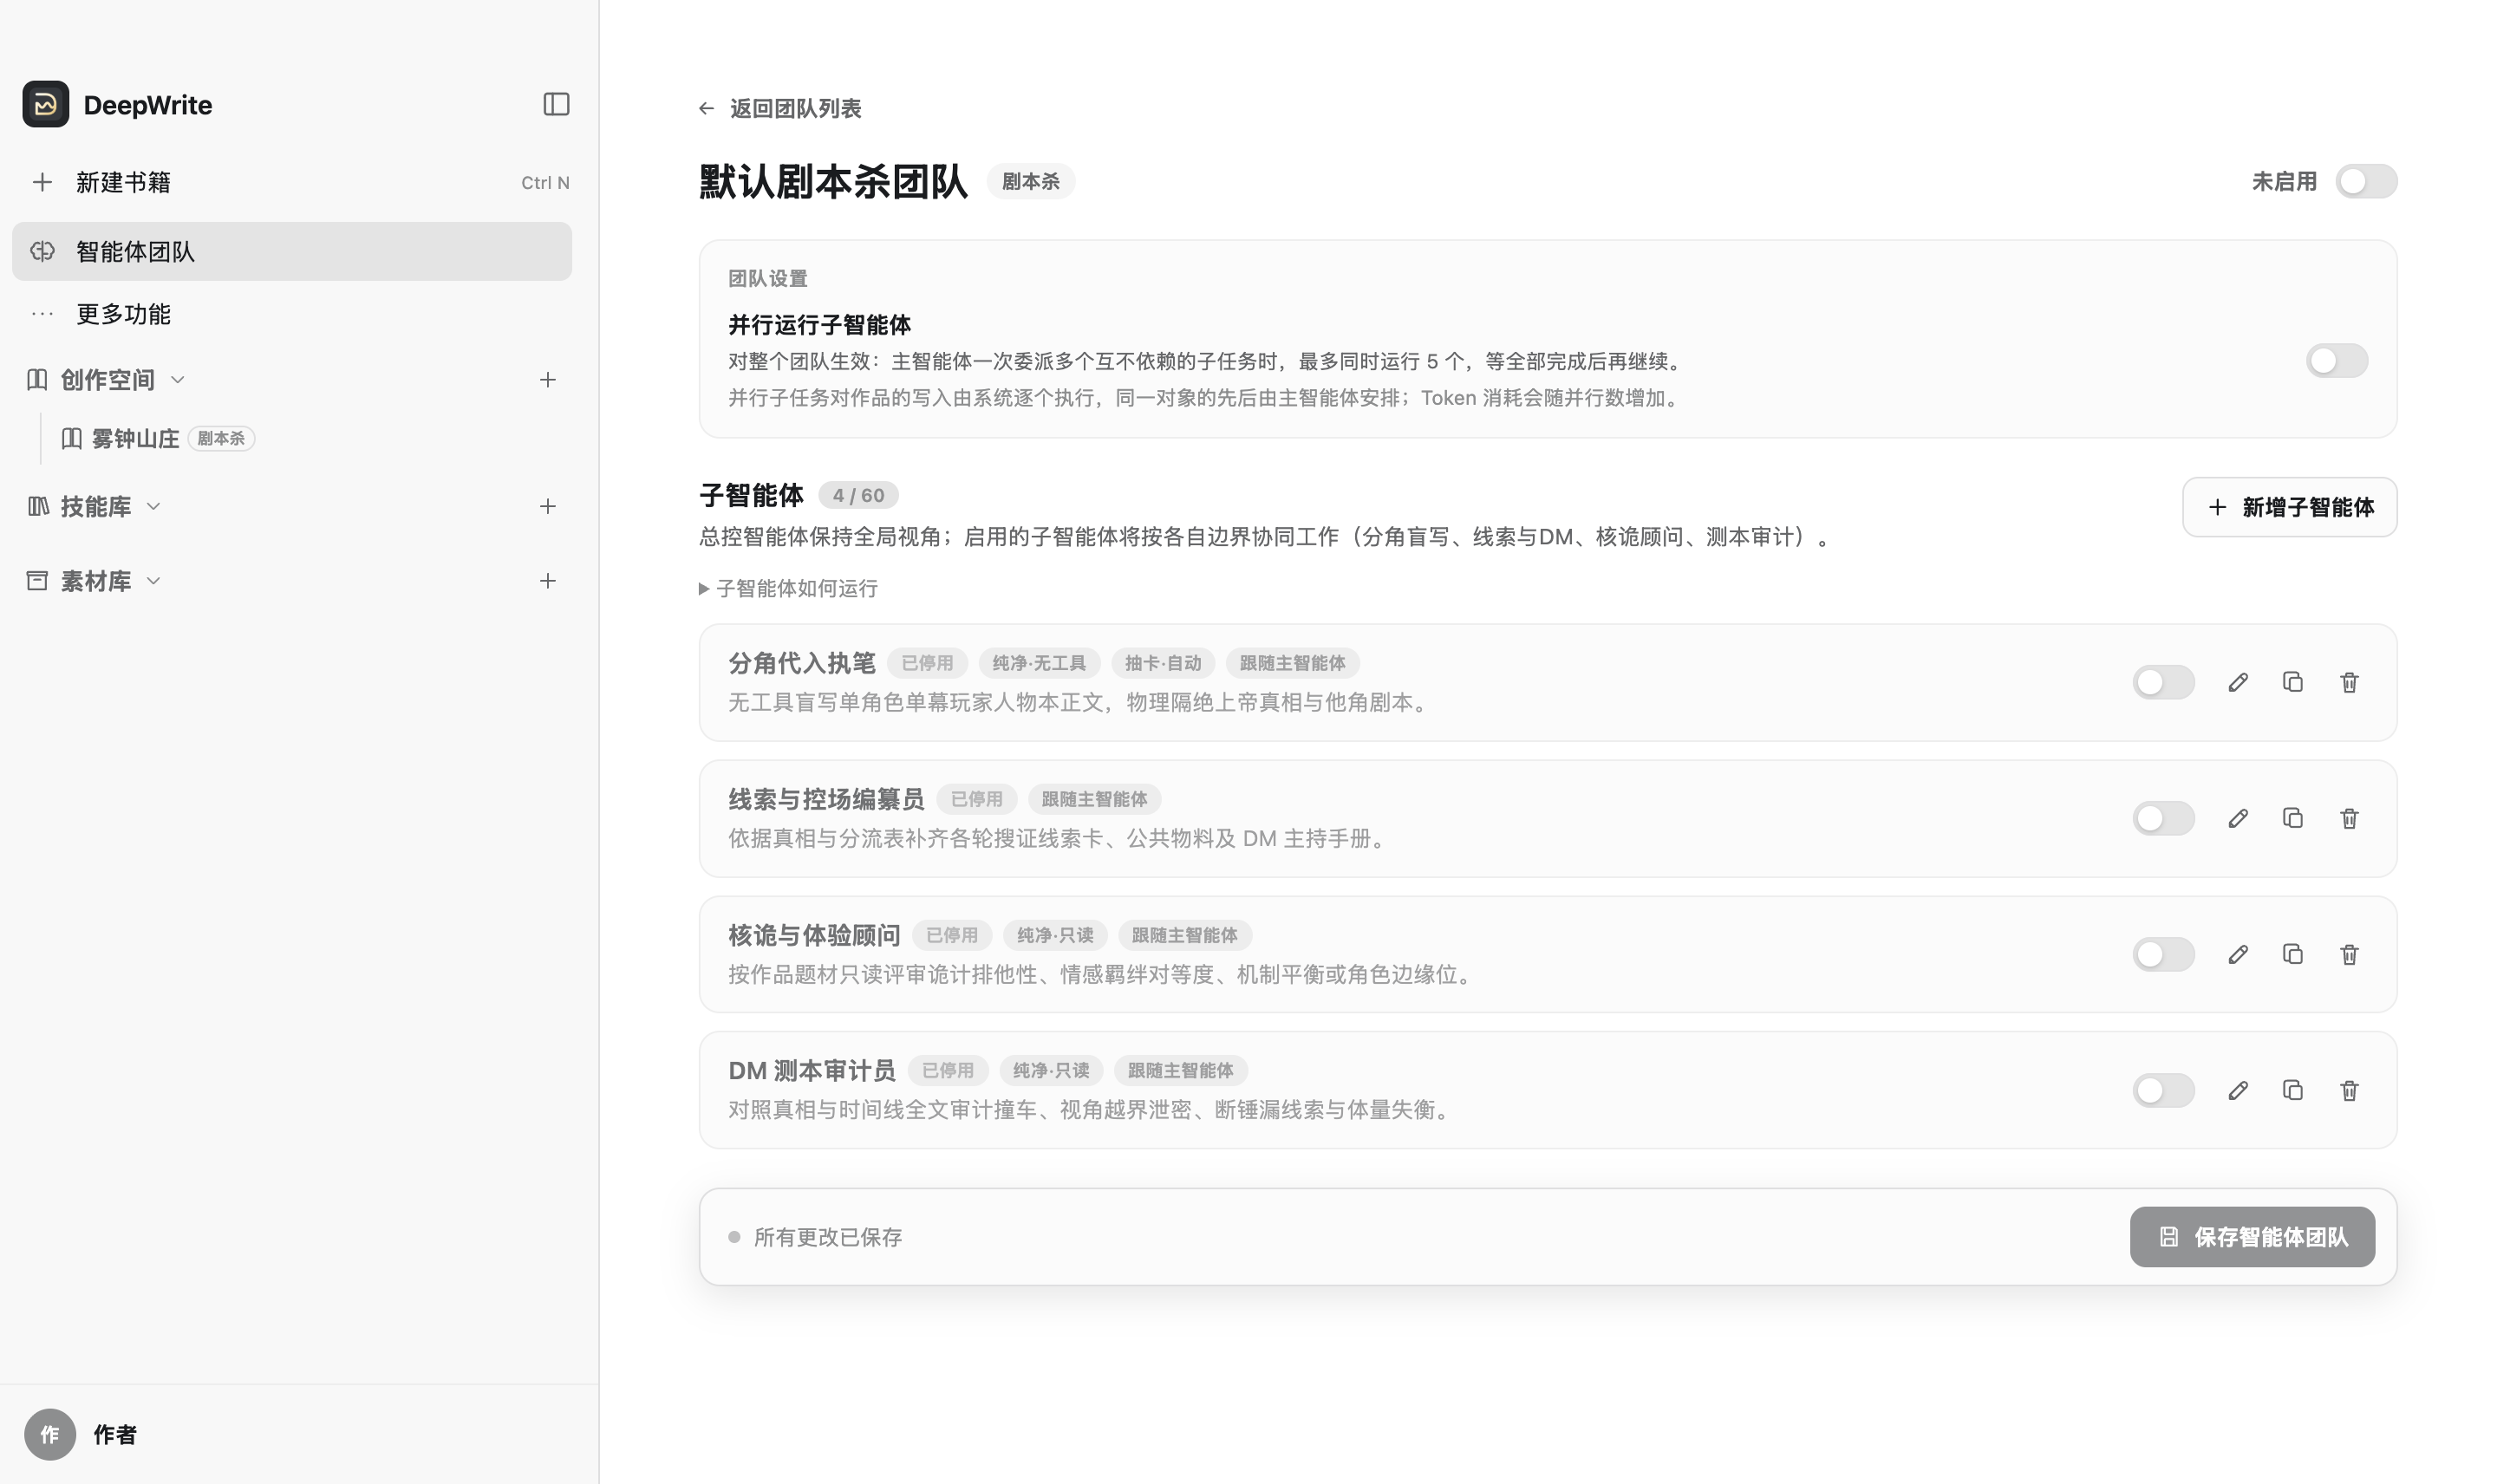 DeepWrite
新建书籍 Ctrl N
智能体团队
更多功能
创作空间
雾钟山庄 剧本杀
技能库
素材库
作 作者
返回团队列表
默认剧本杀团队 剧本杀 未启用
团队设置
并行运行子智能体
对整个团队生效：主智能体一次委派多个互不依赖的子任务时，最多同时运行 5 个，等全部完成后再继续。
并行子任务对作品的写入由系统逐个执行，同一对象的先后由主智能体安排；Token 消耗会随并行数增加。
子智能体 4 / 60
新增子智能体
总控智能体保持全局视角；启用的子智能体将按各自边界协同工作（分角盲写、线索与DM、核诡顾问、测本审计）。
子智能体如何运行
分角代入执笔 已停用 纯净·无工具 抽卡·自动 跟随主智能体
无工具盲写单角色单幕玩家人物本正文，物理隔绝上帝真相与他角剧本。
线索与控场编纂员 已停用 跟随主智能体
依据真相与分流表补齐各轮搜证线索卡、公共物料及 DM 主持手册。
核诡与体验顾问 已停用 纯净·只读 跟随主智能体
按作品题材只读评审诡计排他性、情感羁绊对等度、机制平衡或角色边缘位。
DM 测本审计员 已停用 纯净·只读 跟随主智能体
对照真相与时间线全文审计撞车、视角越界泄密、断锤漏线索与体量失衡。
所有更改已保存
保存智能体团队